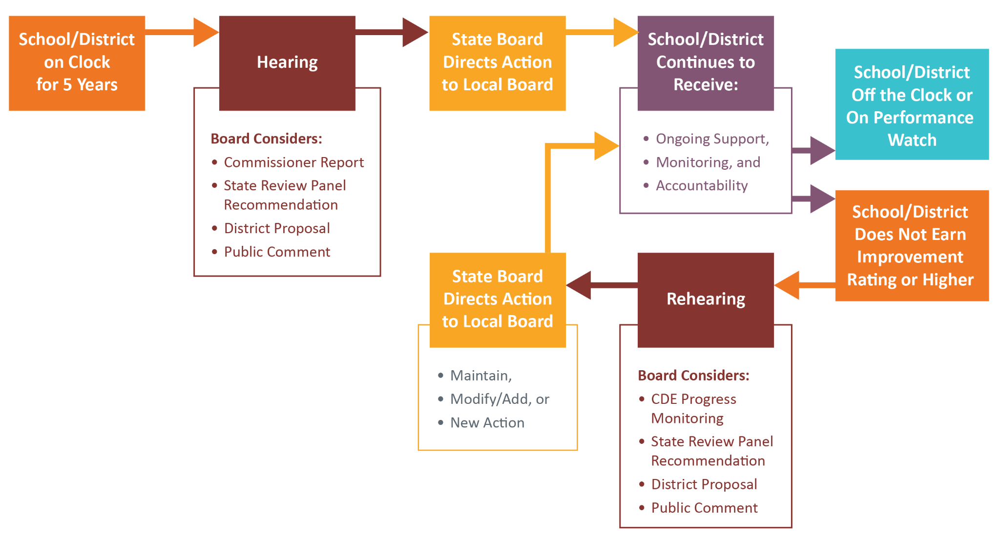 School/District
on Clock
for 5 Years
Hearing
Board Considers:
• Commissioner Report
• State Review Panel
Recommendation
• District Proposal
• Public Comment
State Board
Directs Action
to Local Board
School/District
Continues to
Receive:
• Ongoing Support,
• Monitoring, and
• Accountability
School/District
Off the Clock or
On Performance
Watch
School/District
Does Not Earn
Improvement
Rating or Higher
Rehearing
Board Considers:
• CDE Progress
Monitoring
• State Review Panel
Recommendation
• District Proposal
• Public Comment
State Board
Directs Action
to Local Board
• Maintain,
• Modify/Add, or
• New Action